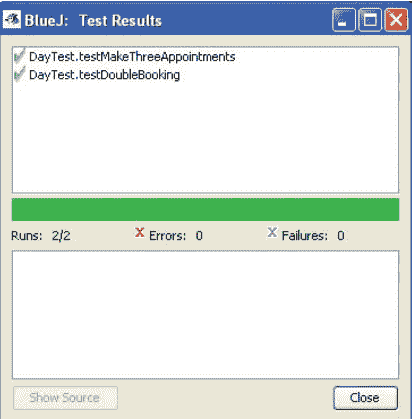 BlueJ: Test Results
DayTest.testMakeThreeAppointments
DayTest.testDoubleBooking
Runs: 2/2 Errors: 0 Failures: 0
Show Source Close